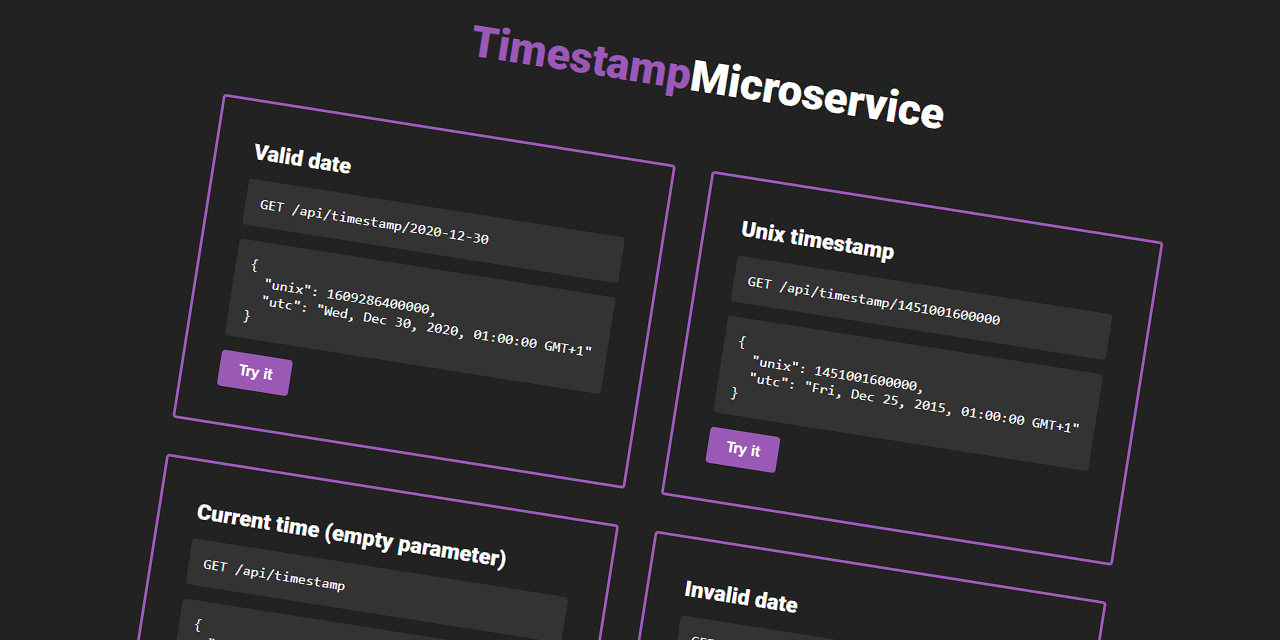 TimestampMicroservice
Valid date
GET /api/timestamp/2020-12-30
{
"unix": 1609286400000,
"utc": "Wed, Dec 30, 2020, 01:00:00 GMT+1"
}
Try it
Unix timestamp
GET /api/timestamp/1451001600000
{
"unix": 1451001600000,
"utc": "Fri, Dec 25, 2015, 01:00:00 GMT+1"
}
Try it
Current time (empty parameter)
GET /api/timestamp
{
Invalid date